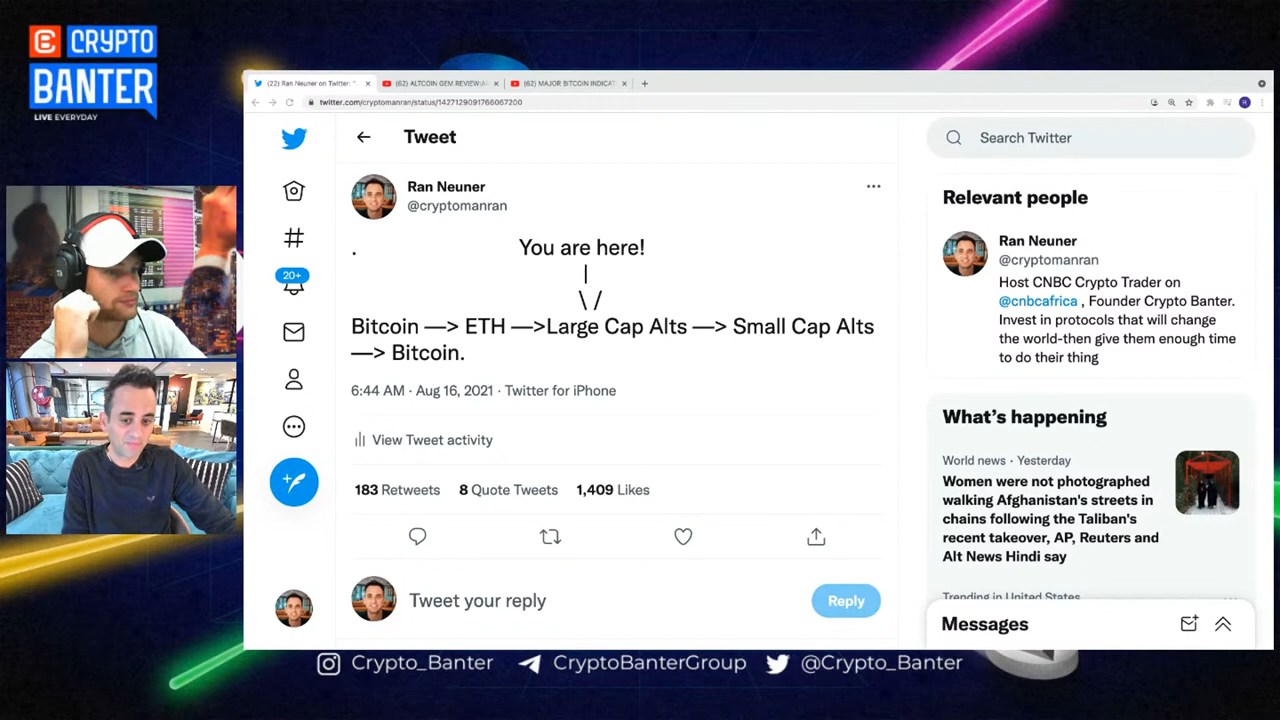 CRYPTO
BANTER
LIVE EVERYDAY
(22) Ran Neuner on Twitter: "
(62) ALTCOIN GEM REVIEW:
(62) MAJOR BITCOIN INDICAT
twitter.com/cryptomanran/status/1427129091766067200
Tweet
Search Twitter
Ran Neuner
@cryptomanran
. You are here!
|
\ /
Bitcoin —> ETH —>Large Cap Alts —> Small Cap Alts
—> Bitcoin.
6:44 AM · Aug 16, 2021 · Twitter for iPhone
View Tweet activity
183 Retweets 8 Quote Tweets 1,409 Likes
Tweet your reply
Reply
20+
Relevant people
Ran Neuner
@cryptomanran
Host CNBC Crypto Trader on
@cnbcafrica , Founder Crypto Banter.
Invest in protocols that will change
the world-then give them enough time
to do their thing
What's happening
World news · Yesterday
Women were not photographed
walking Afghanistan's streets in
chains following the Taliban's
recent takeover, AP, Reuters and
Alt News Hindi say
Trending in United States
Messages
Crypto_Banter CryptoBanterGroup @Crypto_Banter